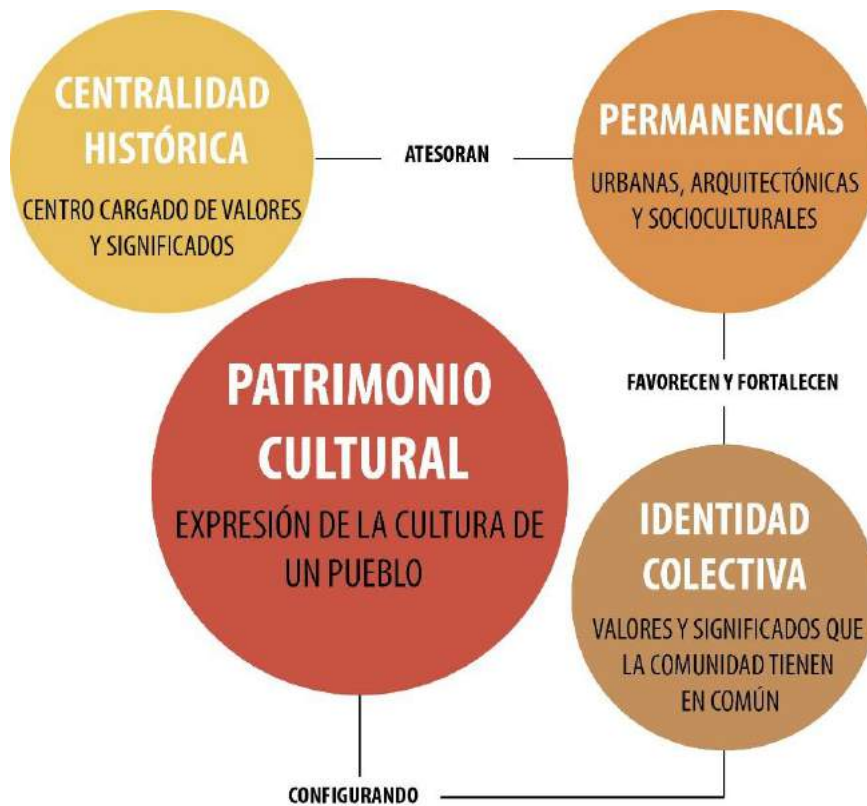 CENTRALIDAD
HISTÓRICA
CENTRO CARGADO DE VALORES
Y SIGNIFICADOS
ATESORAN
PERMANENCIAS
URBANAS, ARQUITECTÓNICAS
Y SOCIOCULTURALES
FAVORECEN Y FORTALECEN
IDENTIDAD
COLECTIVA
VALORES Y SIGNIFICADOS QUE
LA COMUNIDAD TIENEN
EN COMÚN
CONFIGURANDO
PATRIMONIO
CULTURAL
EXPRESIÓN DE LA CULTURA DE
UN PUEBLO